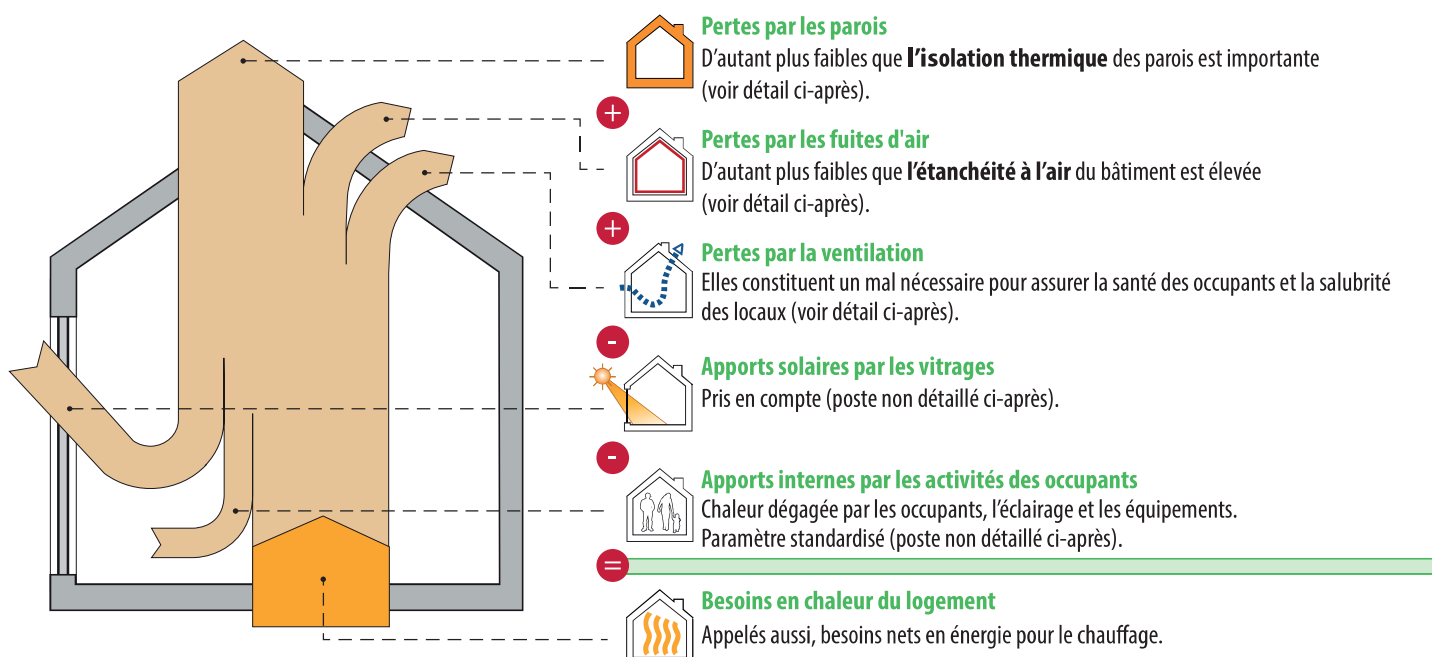 Pertes par les parois
D'autant plus faibles que l'isolation thermique des parois est importante
(voir détail ci-après).
+
Pertes par les fuites d'air
D'autant plus faibles que l'étanchéité à l'air du bâtiment est élevée
(voir détail ci-après).
+
Pertes par la ventilation
Elles constituent un mal nécessaire pour assurer la santé des occupants et la salubrité
des locaux (voir détail ci-après).
-
Apports solaires par les vitrages
Pris en compte (poste non détaillé ci-après).
-
Apports internes par les activités des occupants
Chaleur dégagée par les occupants, l'éclairage et les équipements.
Paramètre standardisé (poste non détaillé ci-après).
=
Besoins en chaleur du logement
Appelés aussi, besoins nets en énergie pour le chauffage.